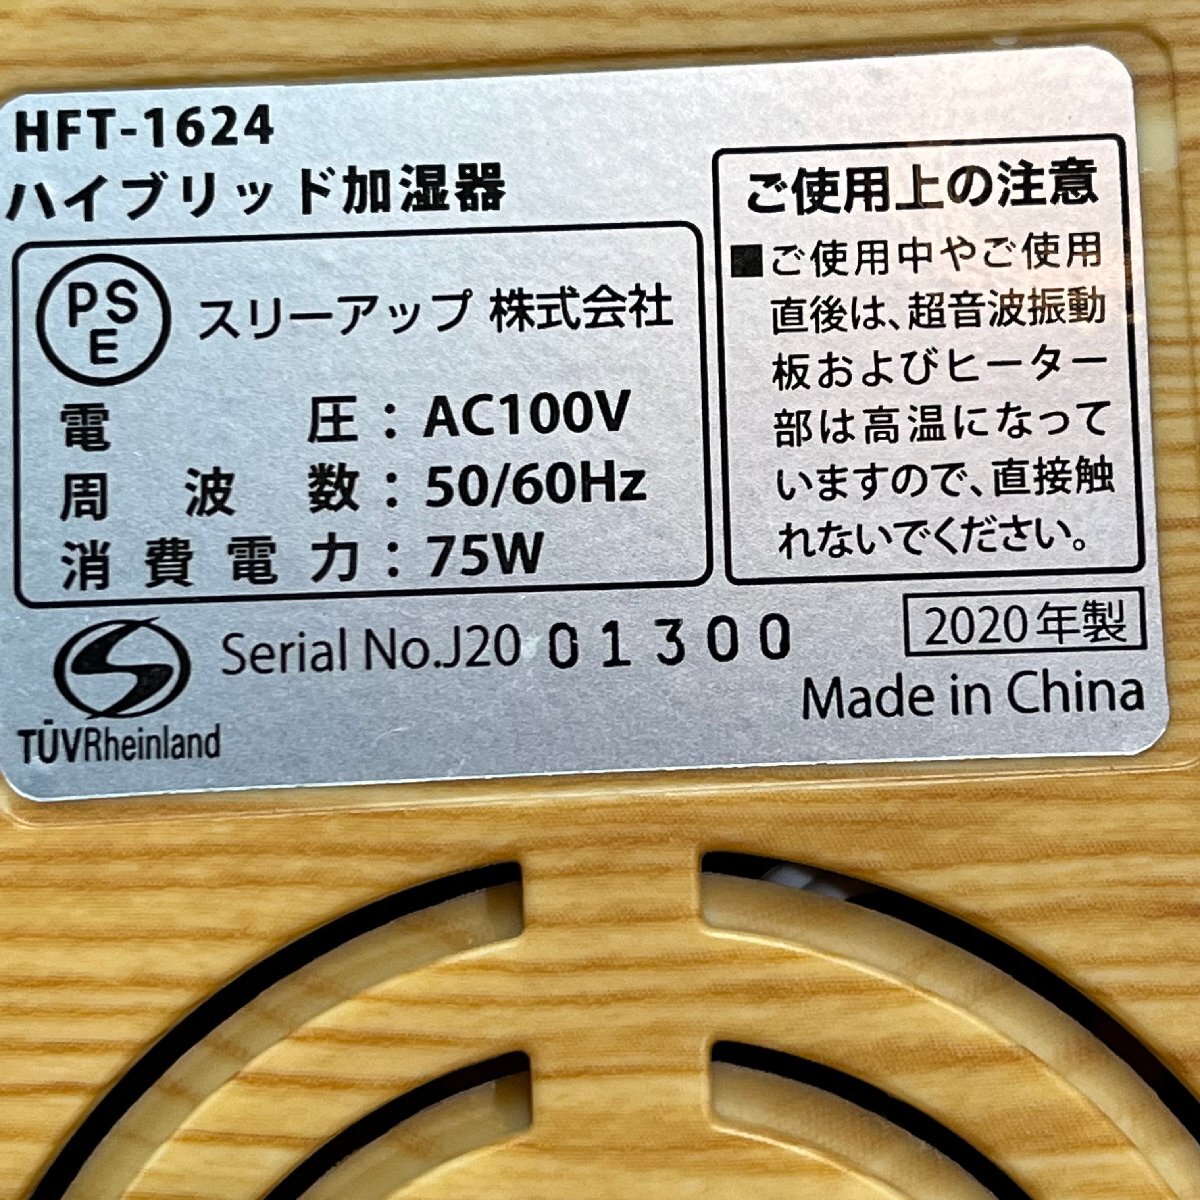 HFT-1624
ハイブリッド加湿器
PS
E
スリーアップ 株式会社
電圧：AC100V
周波数：50/60Hz
消費電力：75W
ご使用上の注意
■ご使用中やご使用
直後は、超音波振動
板およびヒーター
部は高温になって
いますので、直接触
れないでください。
TÜVRheinland
Serial No.J20 01300
2020年製
Made in China